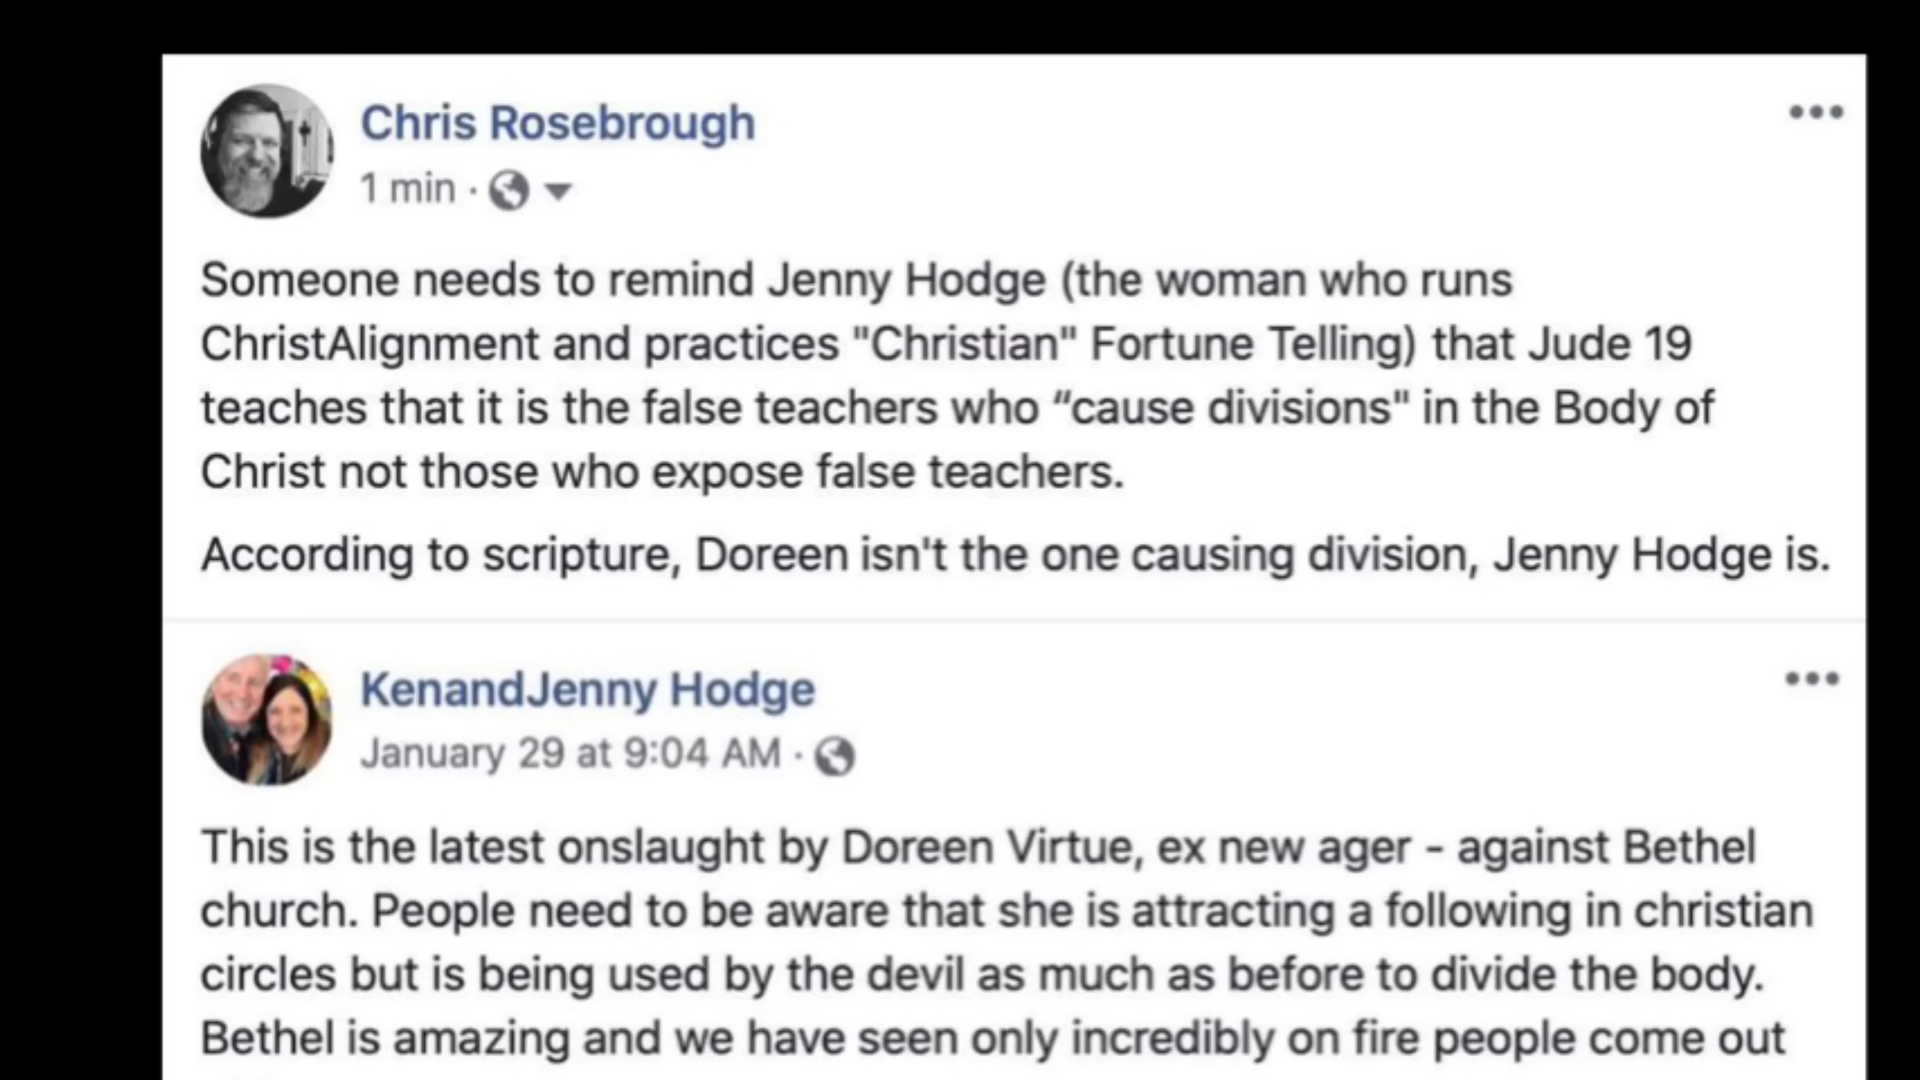 Chris Rosebrough
1 min ·
Someone needs to remind Jenny Hodge (the woman who runs
ChristAlignment and practices "Christian" Fortune Telling) that Jude 19
teaches that it is the false teachers who “cause divisions" in the Body of
Christ not those who expose false teachers.
According to scripture, Doreen isn't the one causing division, Jenny Hodge is.
KenandJenny Hodge
January 29 at 9:04 AM ·
This is the latest onslaught by Doreen Virtue, ex new ager - against Bethel
church. People need to be aware that she is attracting a following in christian
circles but is being used by the devil as much as before to divide the body.
Bethel is amazing and we have seen only incredibly on fire people come out